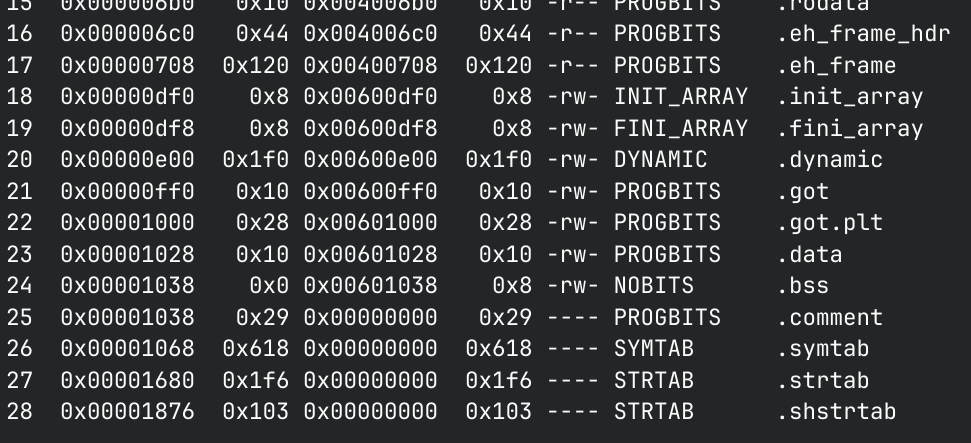 15  0x000006b0   0x10 0x004006b0   0x10 -r-- PROGBITS    .rodata
16  0x000006c0   0x44 0x004006c0   0x44 -r-- PROGBITS    .eh_frame_hdr
17  0x00000708  0x120 0x00400708  0x120 -r-- PROGBITS    .eh_frame
18  0x00000df0    0x8 0x00600df0    0x8 -rw- INIT_ARRAY  .init_array
19  0x00000df8    0x8 0x00600df8    0x8 -rw- FINI_ARRAY  .fini_array
20  0x00000e00  0x1f0 0x00600e00  0x1f0 -rw- DYNAMIC     .dynamic
21  0x00000ff0   0x10 0x00600ff0   0x10 -rw- PROGBITS    .got
22  0x00001000   0x28 0x00601000   0x28 -rw- PROGBITS    .got.plt
23  0x00001028   0x10 0x00601028   0x10 -rw- PROGBITS    .data
24  0x00001038    0x0 0x00601038    0x8 -rw- NOBITS      .bss
25  0x00001038   0x29 0x00000000   0x29 ---- PROGBITS    .comment
26  0x00001068  0x618 0x00000000  0x618 ---- SYMTAB      .symtab
27  0x00001680  0x1f6 0x00000000  0x1f6 ---- STRTAB      .strtab
28  0x00001876  0x103 0x00000000  0x103 ---- STRTAB      .shstrtab